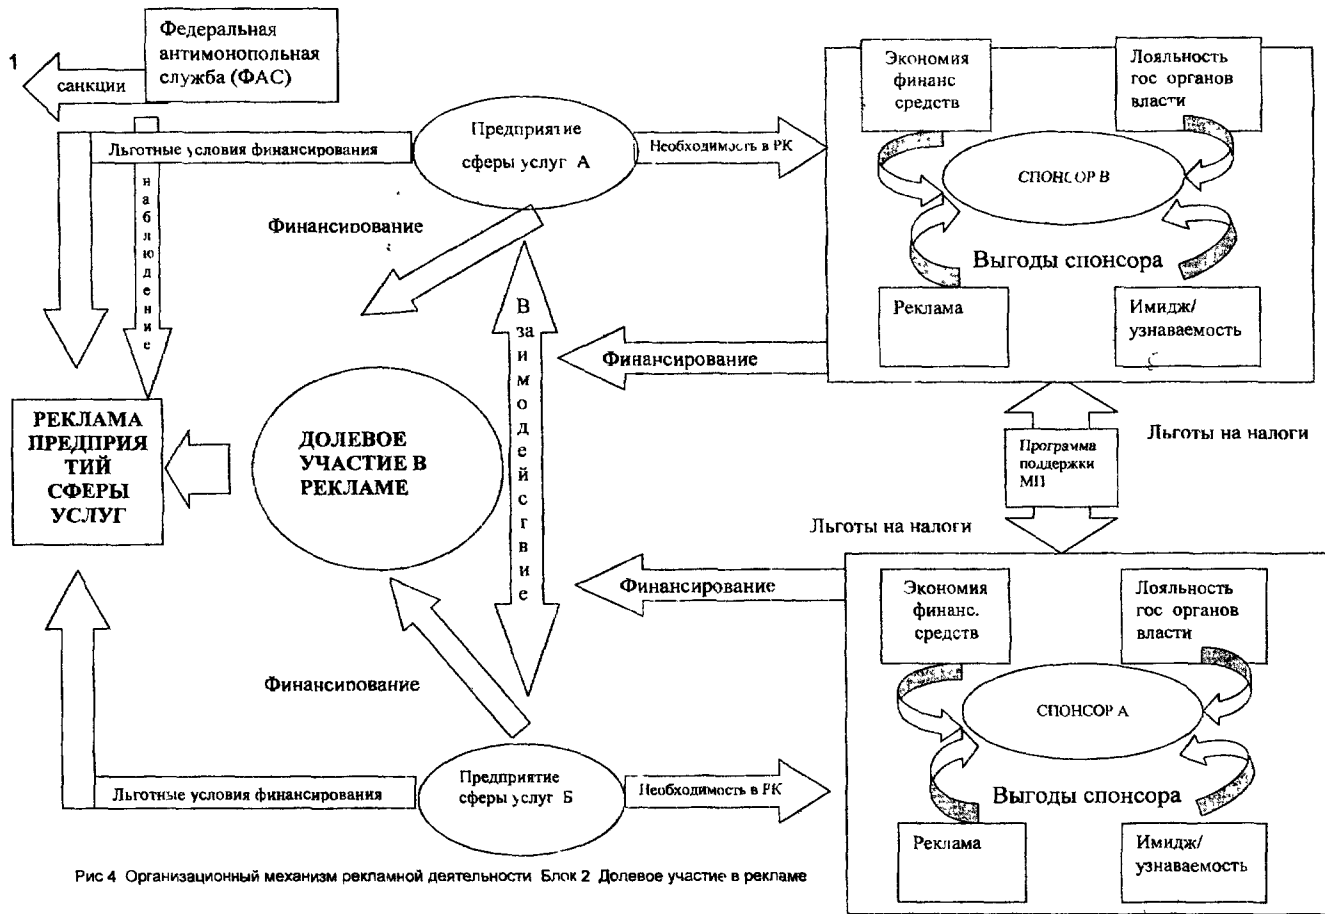 1
Федеральная
антимонопольная
служба (ФАС)
санкции
Льготные условия финансирования
наблюдение
Предприятие
сферы услуг А
Необходимость в РК
Экономия
финанс
средств
Лояльность
гос органов
власти
СПОНСОР В
Выгоды спонсора
Реклама
Имидж/
узнаваемость
Финансирование
Взаимодействие
Финансирование
РЕКЛАМА
ПРЕДПРИЯ
ТИЙ
СФЕРЫ
УСЛУГ
ДОЛЕВОЕ
УЧАСТИЕ В
РЕКЛАМЕ
Программа
поддержки
МП
Льготы на налоги
Льготы на налоги
Финансирование
Экономия
финанс.
средств
Лояльность
гос органов
власти
СПОНСОР А
Выгоды спонсора
Реклама
Имидж/
узнаваемость
Финансирование
Льготные условия финансирования
Предприятие
сферы услуг Б
Необходимость в РК
Рис 4 Организационный механизм рекламной деятельности Блок 2 Долевое участие в рекламе